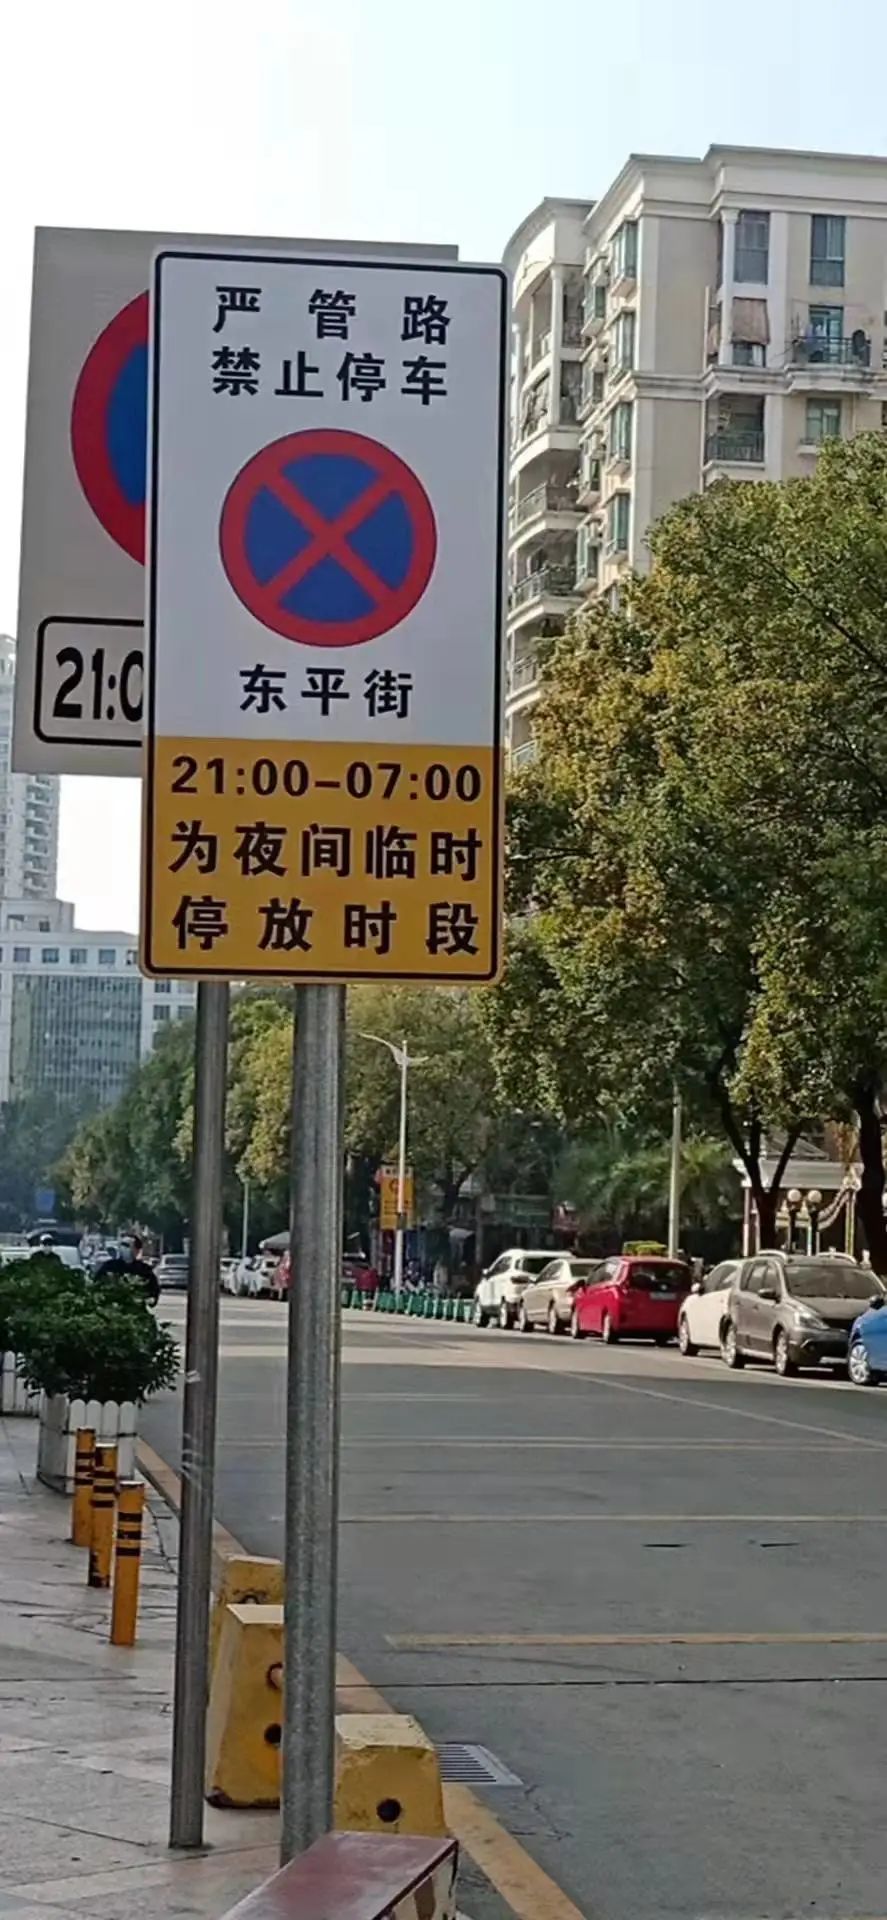 严管路
禁止停车
东平街
21:00-07:00
为夜间临时
停放时段
21:0